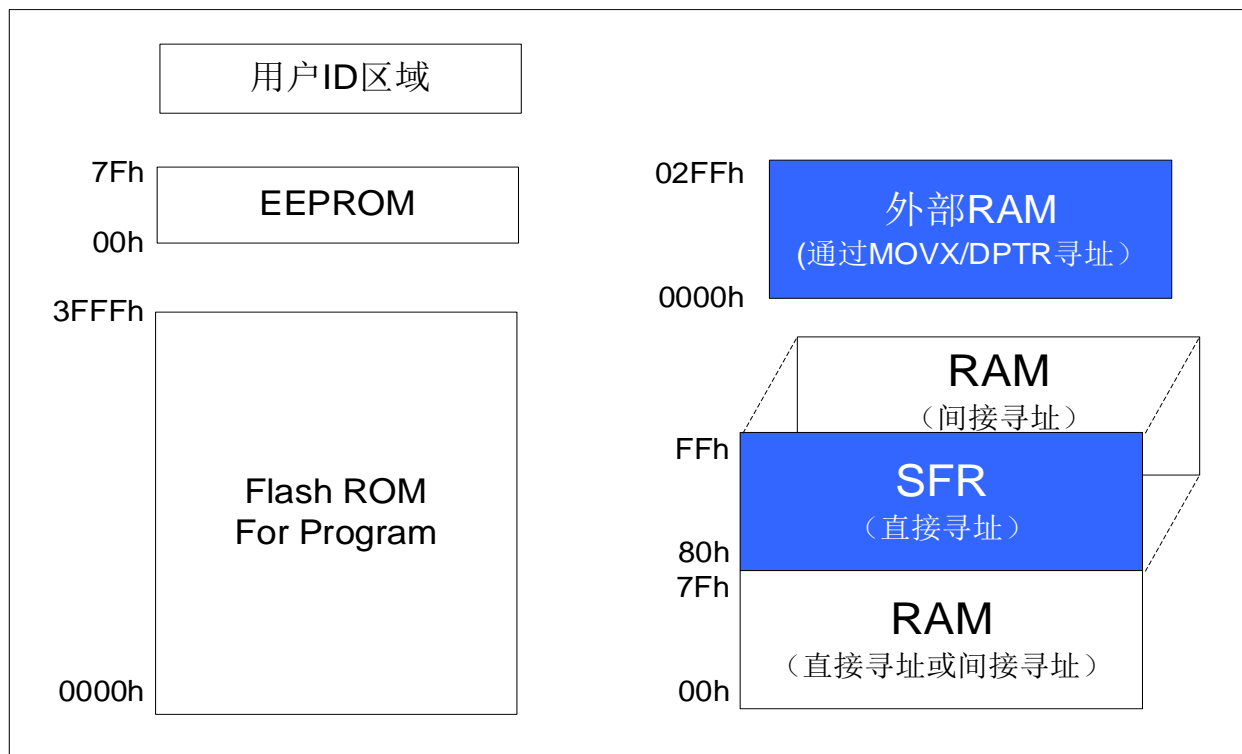 用户ID区域
7Fh
EEPROM
00h
3FFFh
Flash ROM
For Program
0000h
02FFh
外部RAM
(通过MOVX/DPTR寻址）
0000h
RAM
（间接寻址）
FFh
SFR
（直接寻址）
80h
7Fh
RAM
（直接寻址或间接寻址）
00h